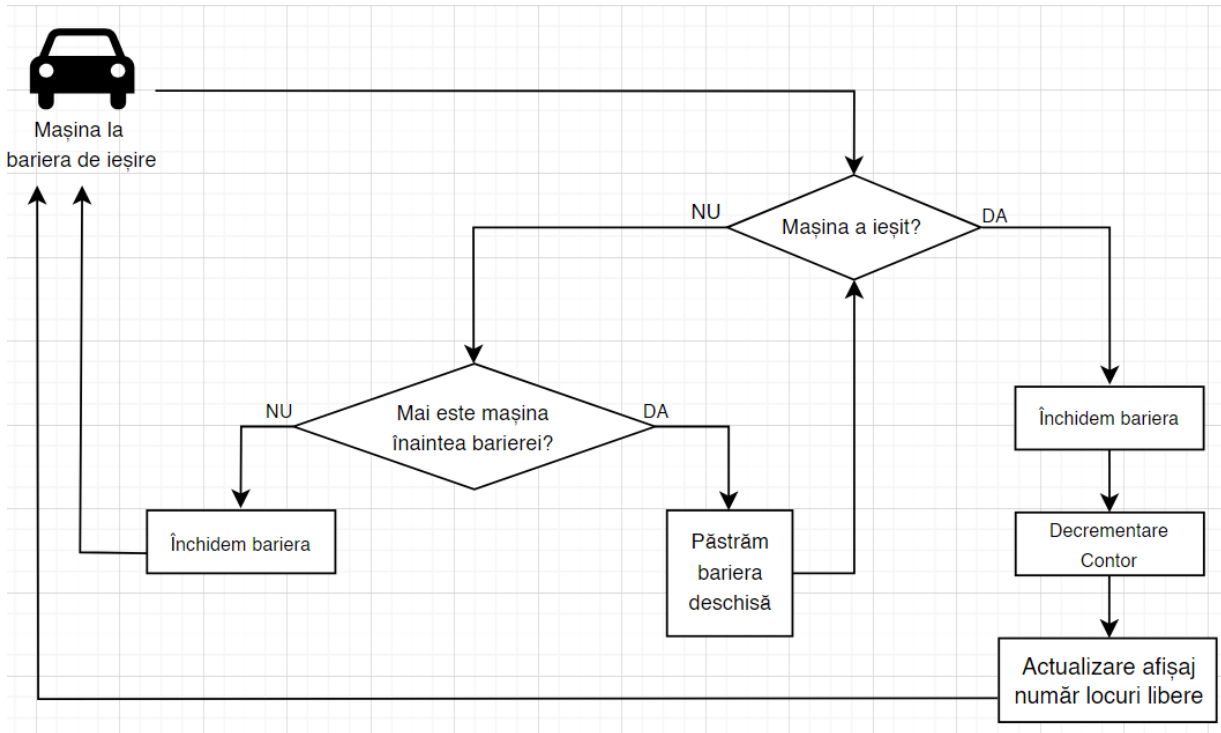 Mașina la
bariera de ieșire
NU
Mașina a ieșit?
DA
NU
Mai este mașina
înaintea barierei?
DA
Închidem bariera
Închidem bariera
Păstrăm
bariera
deschisă
Decrementare
Contor
Actualizare afișaj
număr locuri libere